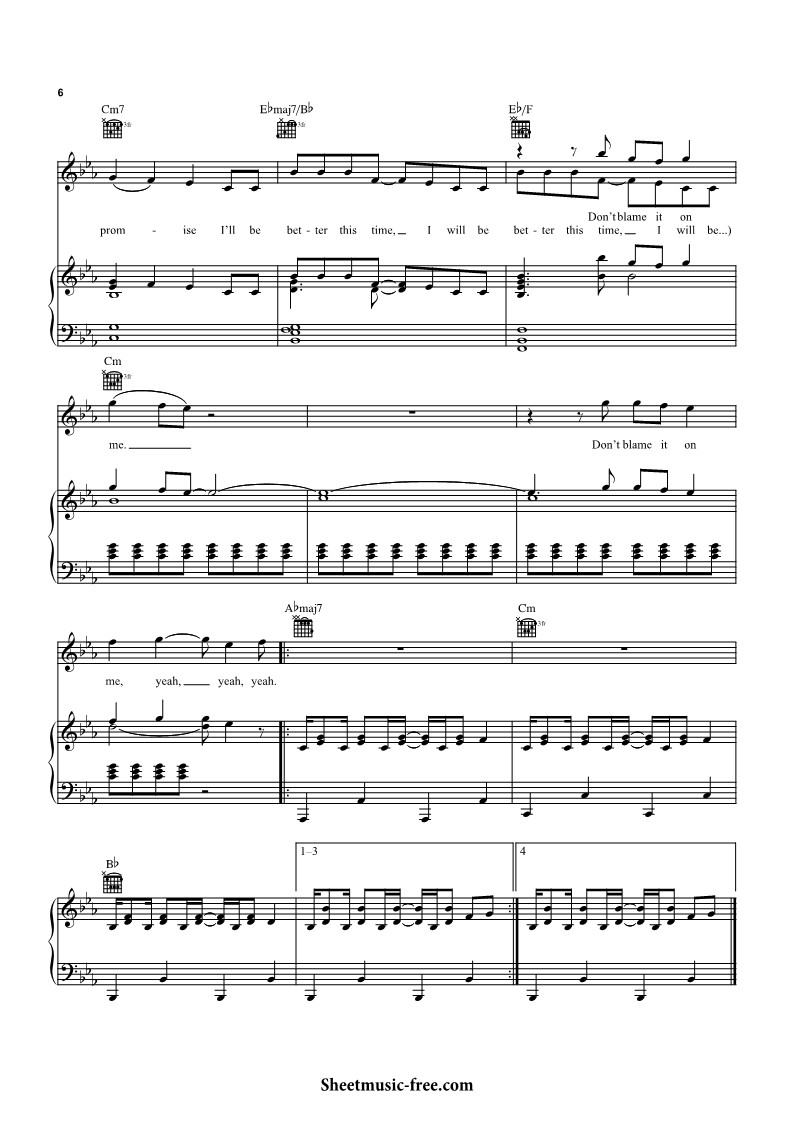 6
Cm7 E♭maj7/B♭ E♭/F
3fr 3fr
Don't blame it on
prom - ise I'll be bet - ter this time, I will be bet - ter this time, I will be...)
Cm
3fr
me. Don't blame it on
A♭maj7 Cm
3fr
me, yeah, yeah, yeah.
1–3 4
B♭
Sheetmusic-free.com